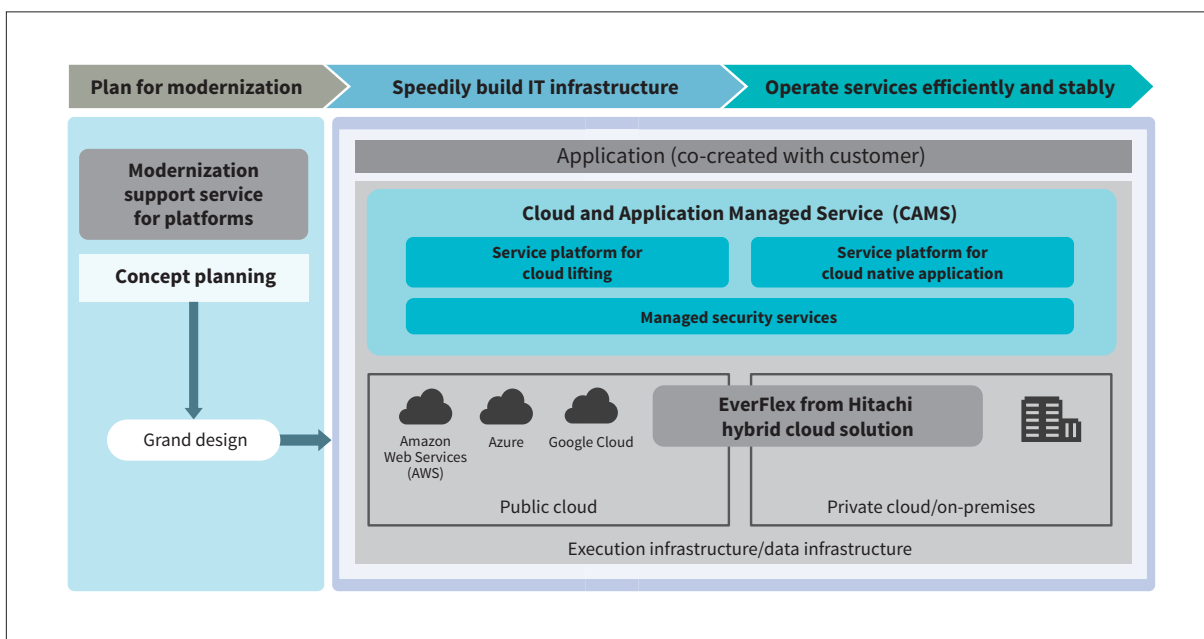 Plan for modernization
Speedily build IT infrastructure
Operate services efficiently and stably
Modernization
support service
for platforms
Concept planning
Grand design
Application (co-created with customer)
Cloud and Application Managed Service (CAMS)
Service platform for
cloud lifting
Service platform for
cloud native application
Managed security services
Amazon
Web Services
(AWS)
Azure
Google Cloud
EverFlex from Hitachi
hybrid cloud solution
Public cloud
Private cloud/on-premises
Execution infrastructure/data infrastructure